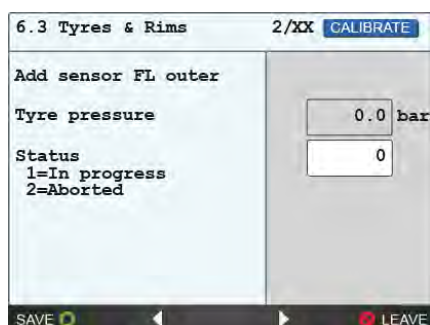 6.3 Tyres & Rims 2/XX CALIBRATE
Add sensor FL outer
Tyre pressure 0.0 bar
Status 0
1=In progress
2=Aborted
SAVE LEAVE